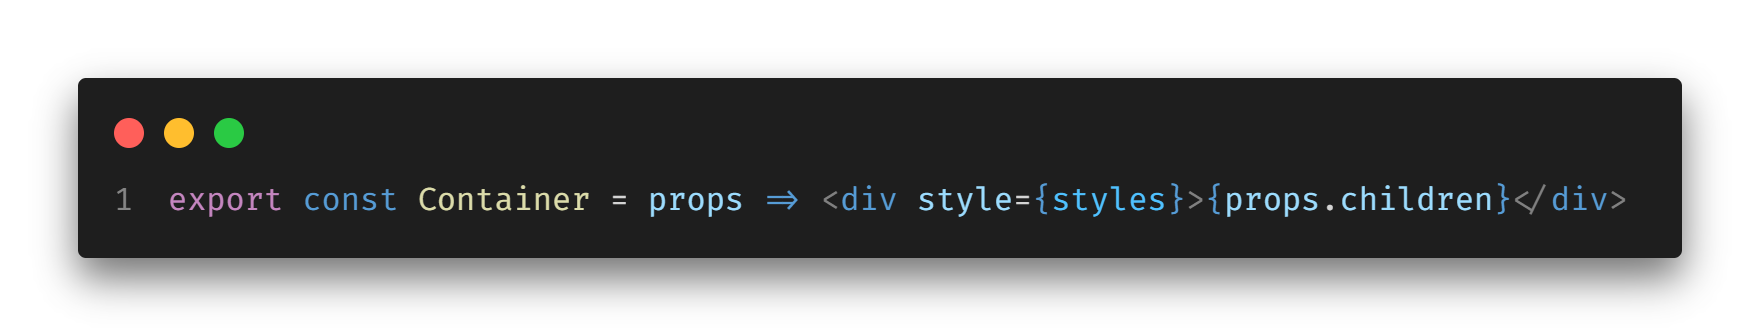 1 export const Container = props => <div style={styles}>{props.children}</div>